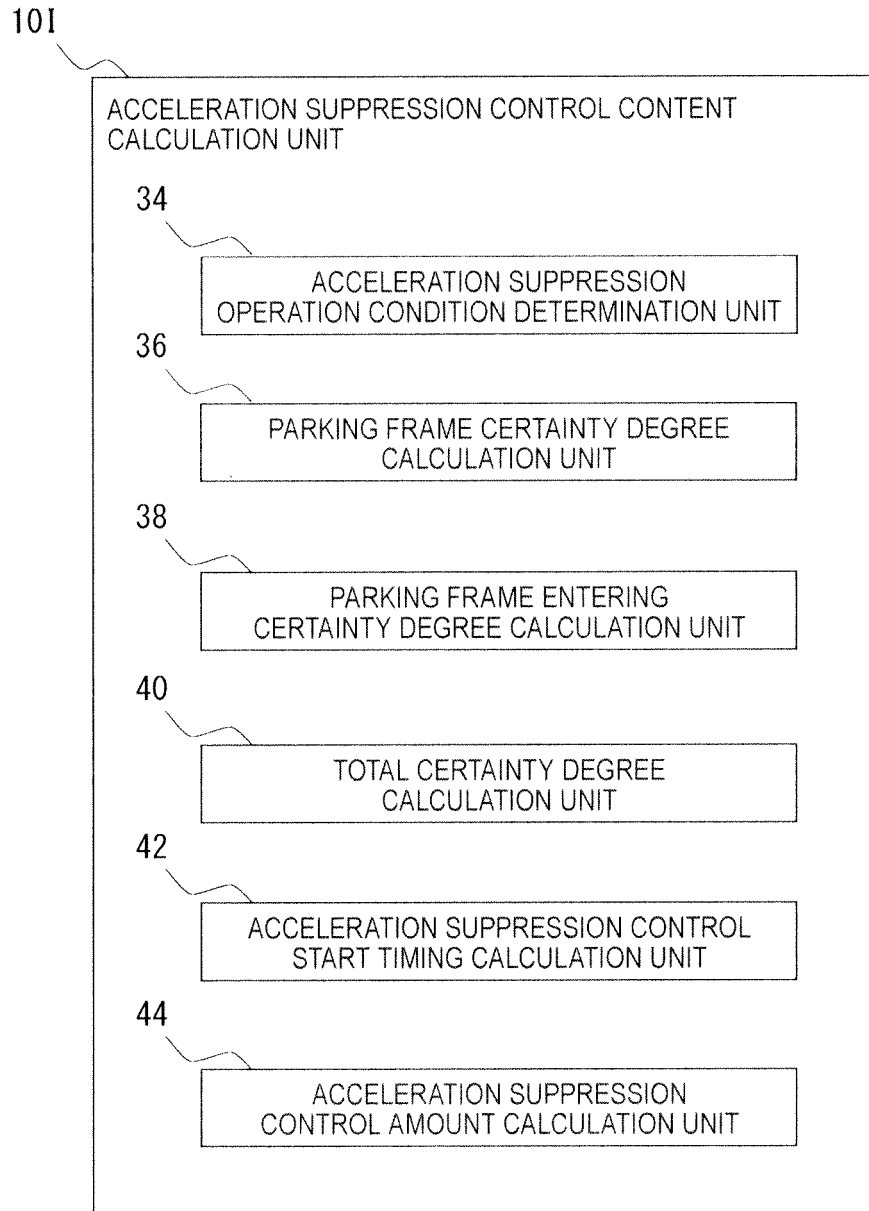 10I
ACCELERATION SUPPRESSION CONTROL CONTENT
CALCULATION UNIT
34
ACCELERATION SUPPRESSION
OPERATION CONDITION DETERMINATION UNIT
36
PARKING FRAME CERTAINTY DEGREE
CALCULATION UNIT
38
PARKING FRAME ENTERING
CERTAINTY DEGREE CALCULATION UNIT
40
TOTAL CERTAINTY DEGREE
CALCULATION UNIT
42
ACCELERATION SUPPRESSION CONTROL
START TIMING CALCULATION UNIT
44
ACCELERATION SUPPRESSION
CONTROL AMOUNT CALCULATION UNIT